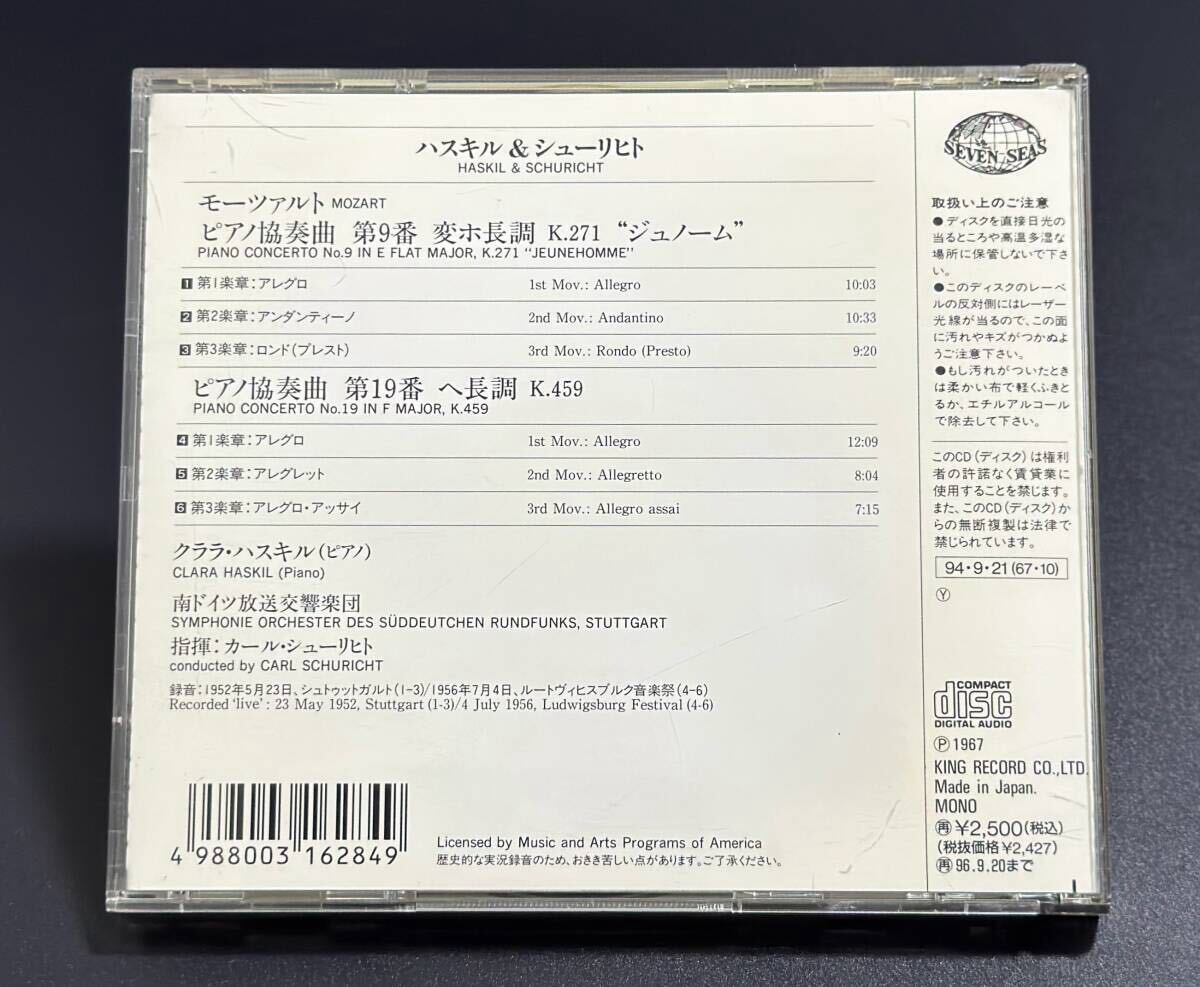 ハスキル & シューリヒト
HASKIL & SCHURICHT
モーツァルト MOZART
ピアノ協奏曲 第9番 変ホ長調 K.271 “ジュノーム”
PIANO CONCERTO No.9 IN E FLAT MAJOR, K.271 "JEUNEHOMME"
1 第1楽章：アレグロ 1st Mov.: Allegro 10:03
2 第2楽章：アンダンティーノ 2nd Mov.: Andantino 10:33
3 第3楽章：ロンド（プレスト） 3rd Mov.: Rondo (Presto) 9:20
ピアノ協奏曲 第19番 ヘ長調 K.459
PIANO CONCERTO No.19 IN F MAJOR, K.459
4 第1楽章：アレグロ 1st Mov.: Allegro 12:09
5 第2楽章：アレグレット 2nd Mov.: Allegretto 8:04
6 第3楽章：アレグロ・アッサイ 3rd Mov.: Allegro assai 7:15
クララ・ハスキル（ピアノ）
CLARA HASKIL (Piano)
南ドイツ放送交響楽団
SYMPHONIE ORCHESTER DES SÜDDEUTCHEN RUNDFUNKS, STUTTGART
指揮：カール・シューリヒト
conducted by CARL SCHURICHT
録音：1952年5月23日、シュトゥットガルト(1-3)/1956年7月4日、ルートヴィヒスブルク音楽祭(4-6)
Recorded ‘live’: 23 May 1952, Stuttgart (1-3)/4 July 1956, Ludwigsburg Festival (4-6)
4 988003 162849
Licensed by Music and Arts Programs of America
歴史的な実況録音のため、おきき苦しい点があります。ご了承ください。
SEVEN SEAS
取扱い上のご注意
●ディスクを直接日光の
当るところや高温多湿な
場所に保管しないで下さ
い。
●このディスクのレーベ
ルの反対側にはレーザー
光線が当るので、この面
に汚れやキズがつかぬよ
うご注意下さい。
●もし汚れがついたとき
は柔かい布で軽くふきと
るか、エチルアルコール
で除去して下さい。
このCD（ディスク）は権利
者の許諾なく賃貸業に
使用することを禁じます。
また、このCD（ディスク）か
らの無断複製は法律で
禁じられています。
94・9・21(67・10)
Ⓨ
COMPACT
disc
DIGITAL AUDIO
Ⓟ 1967
KING RECORD CO.,LTD.
Made in Japan.
MONO
㊢¥2,500(税込)
(税抜価格¥2,427)
㊢96.9.20まで